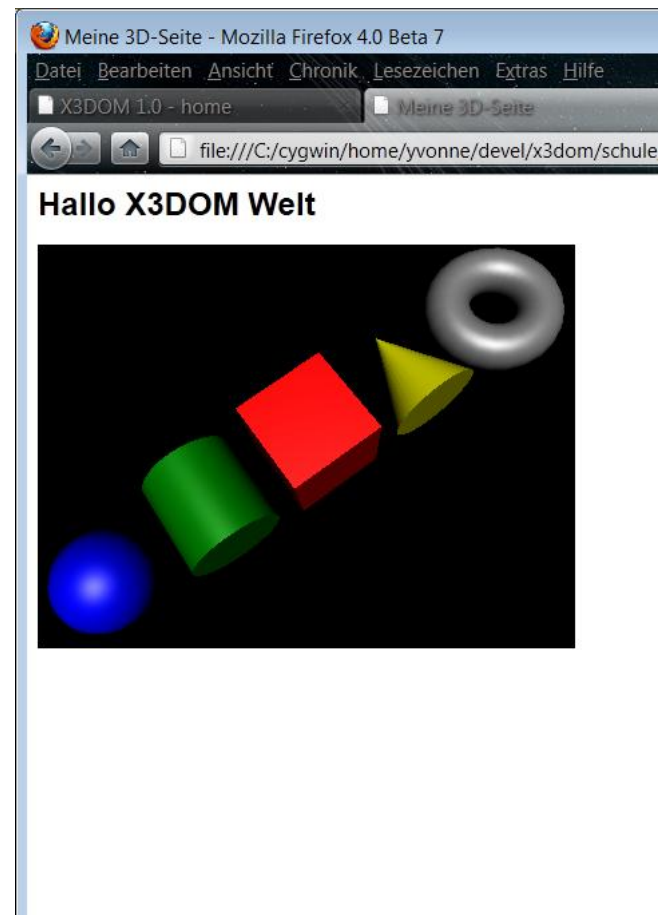 Meine 3D-Seite - Mozilla Firefox 4.0 Beta 7
Datei Bearbeiten Ansicht Chronik Lesezeichen Extras Hilfe
X3DOM 1.0 - home Meine 3D-Seite
file:///C:/cygwin/home/yvonne/devel/x3dom/schule
Hallo X3DOM Welt